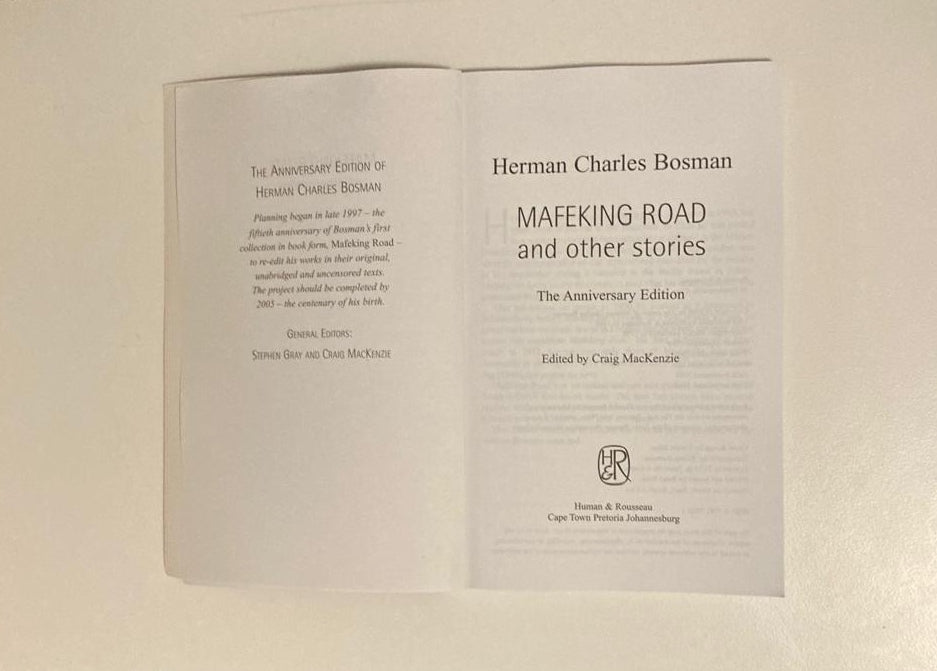 THE ANNIVERSARY EDITION OF
HERMAN CHARLES BOSMAN
Planning began in late 1997 – the
fiftieth anniversary of Bosman's first
collection in book form, Mafeking Road –
to re-edit his works in their original,
unabridged and uncensored texts.
The project should be completed by
2005 – the centenary of his birth.
GENERAL EDITORS:
STEPHEN GRAY AND CRAIG MACKENZIE
Herman Charles Bosman
MAFEKING ROAD
and other stories
The Anniversary Edition
Edited by Craig MacKenzie
H&R
Human & Rousseau
Cape Town Pretoria Johannesburg